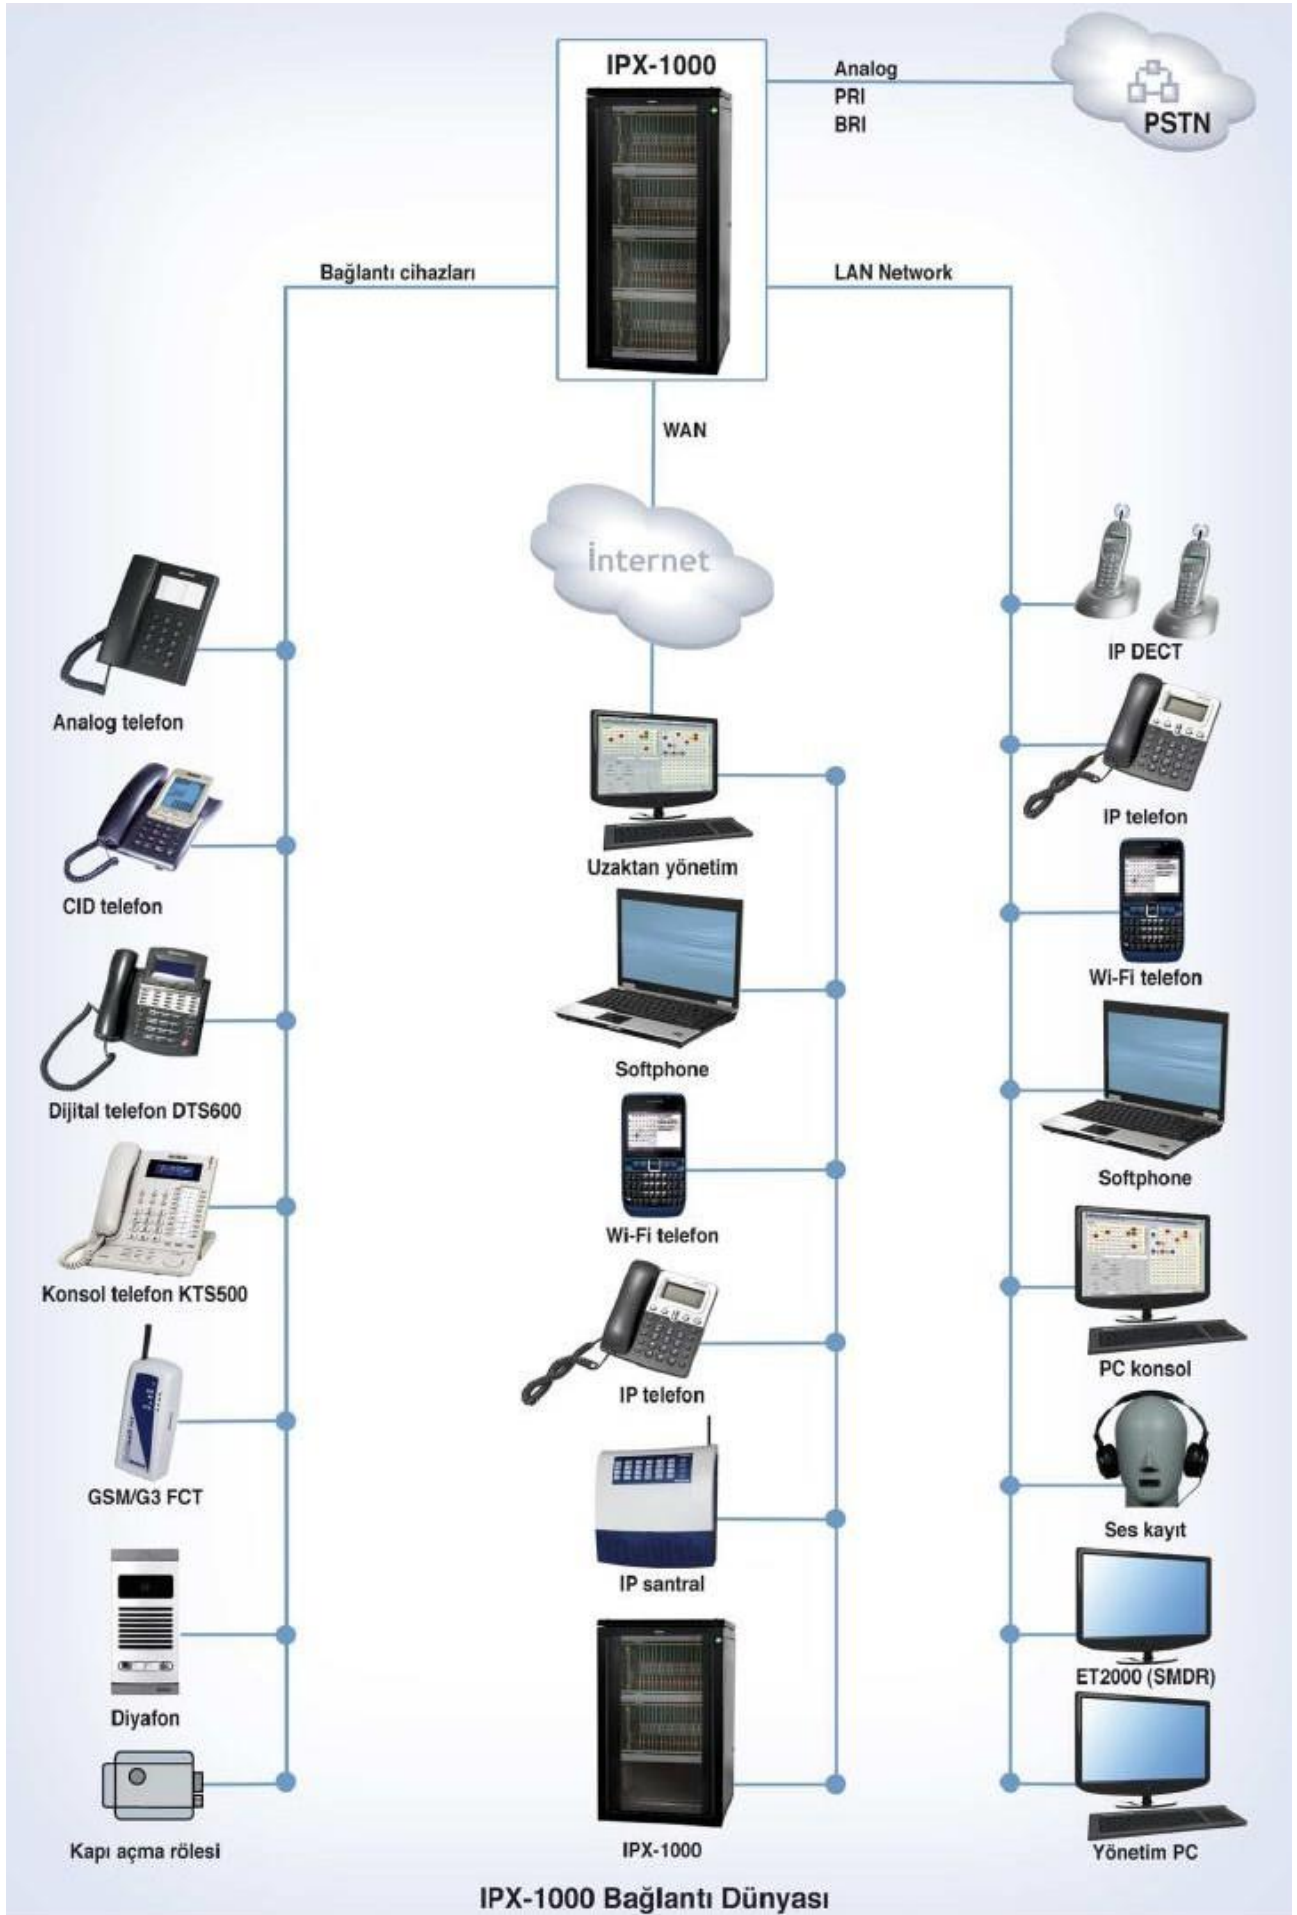 IPX-1000
Analog
PRI
BRI
PSTN
Bağlantı cihazları
LAN Network
WAN
İnternet
Analog telefon
CID telefon
Dijital telefon DTS600
Konsol telefon KTS500
GSM/G3 FCT
Diyafon
Kapı açma rölesi
Uzaktan yönetim
Softphone
Wi-Fi telefon
IP telefon
IP santral
IPX-1000
IP DECT
IP telefon
Wi-Fi telefon
Softphone
PC konsol
Ses kayıt
ET2000 (SMDR)
Yönetim PC
IPX-1000 Bağlantı Dünyası